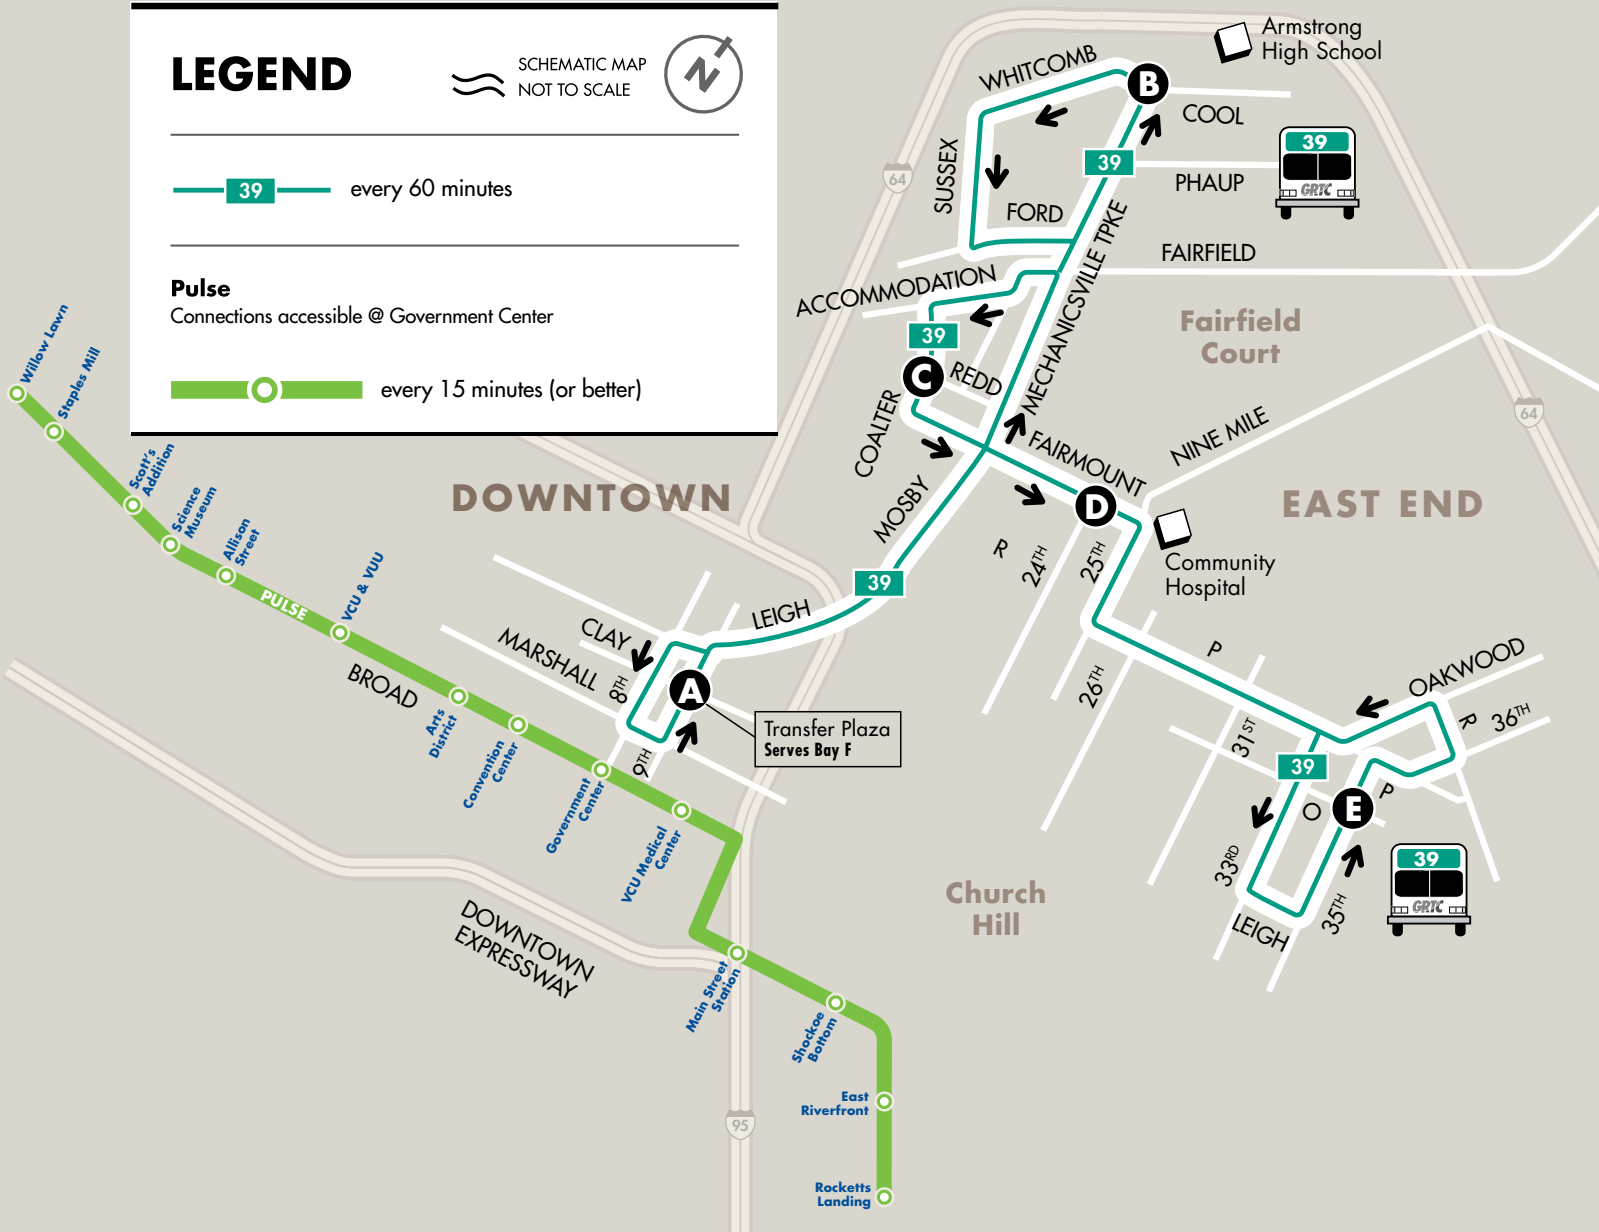 LEGEND
SCHEMATIC MAP
NOT TO SCALE
N
39
every 60 minutes
Pulse
Connections accessible @ Government Center
every 15 minutes (or better)
Armstrong
High School
WHITCOMB
B
COOL
39
39
GRTC
PHAUP
SUSSEX
64
FORD
MECHANICSVILLE TPKE
FAIRFIELD
ACCOMMODATION
39
Fairfield
Court
C
REDD
COALTER
64
NINE MILE
FAIRMOUNT
D
EAST END
DOWNTOWN
MOSBY
R
24TH
25TH
Community
Hospital
39
LEIGH
CLAY
MARSHALL
8TH
A
9TH
Transfer Plaza
Serves Bay F
P
26TH
31ST
OAKWOOD
R
36TH
39
P
O
E
33RD
35TH
LEIGH
39
GRTC
Church
Hill
Willow Lawn
Staples Mill
Scott's
Addition
Science
Museum
Allison
Street
PULSE
VCU & VUU
BROAD
Arts
District
Convention
Center
Government
Center
VCU Medical
Center
DOWNTOWN
EXPRESSWAY
Main Street
Station
Shockoe
Bottom
East
Riverfront
95
Rocketts
Landing